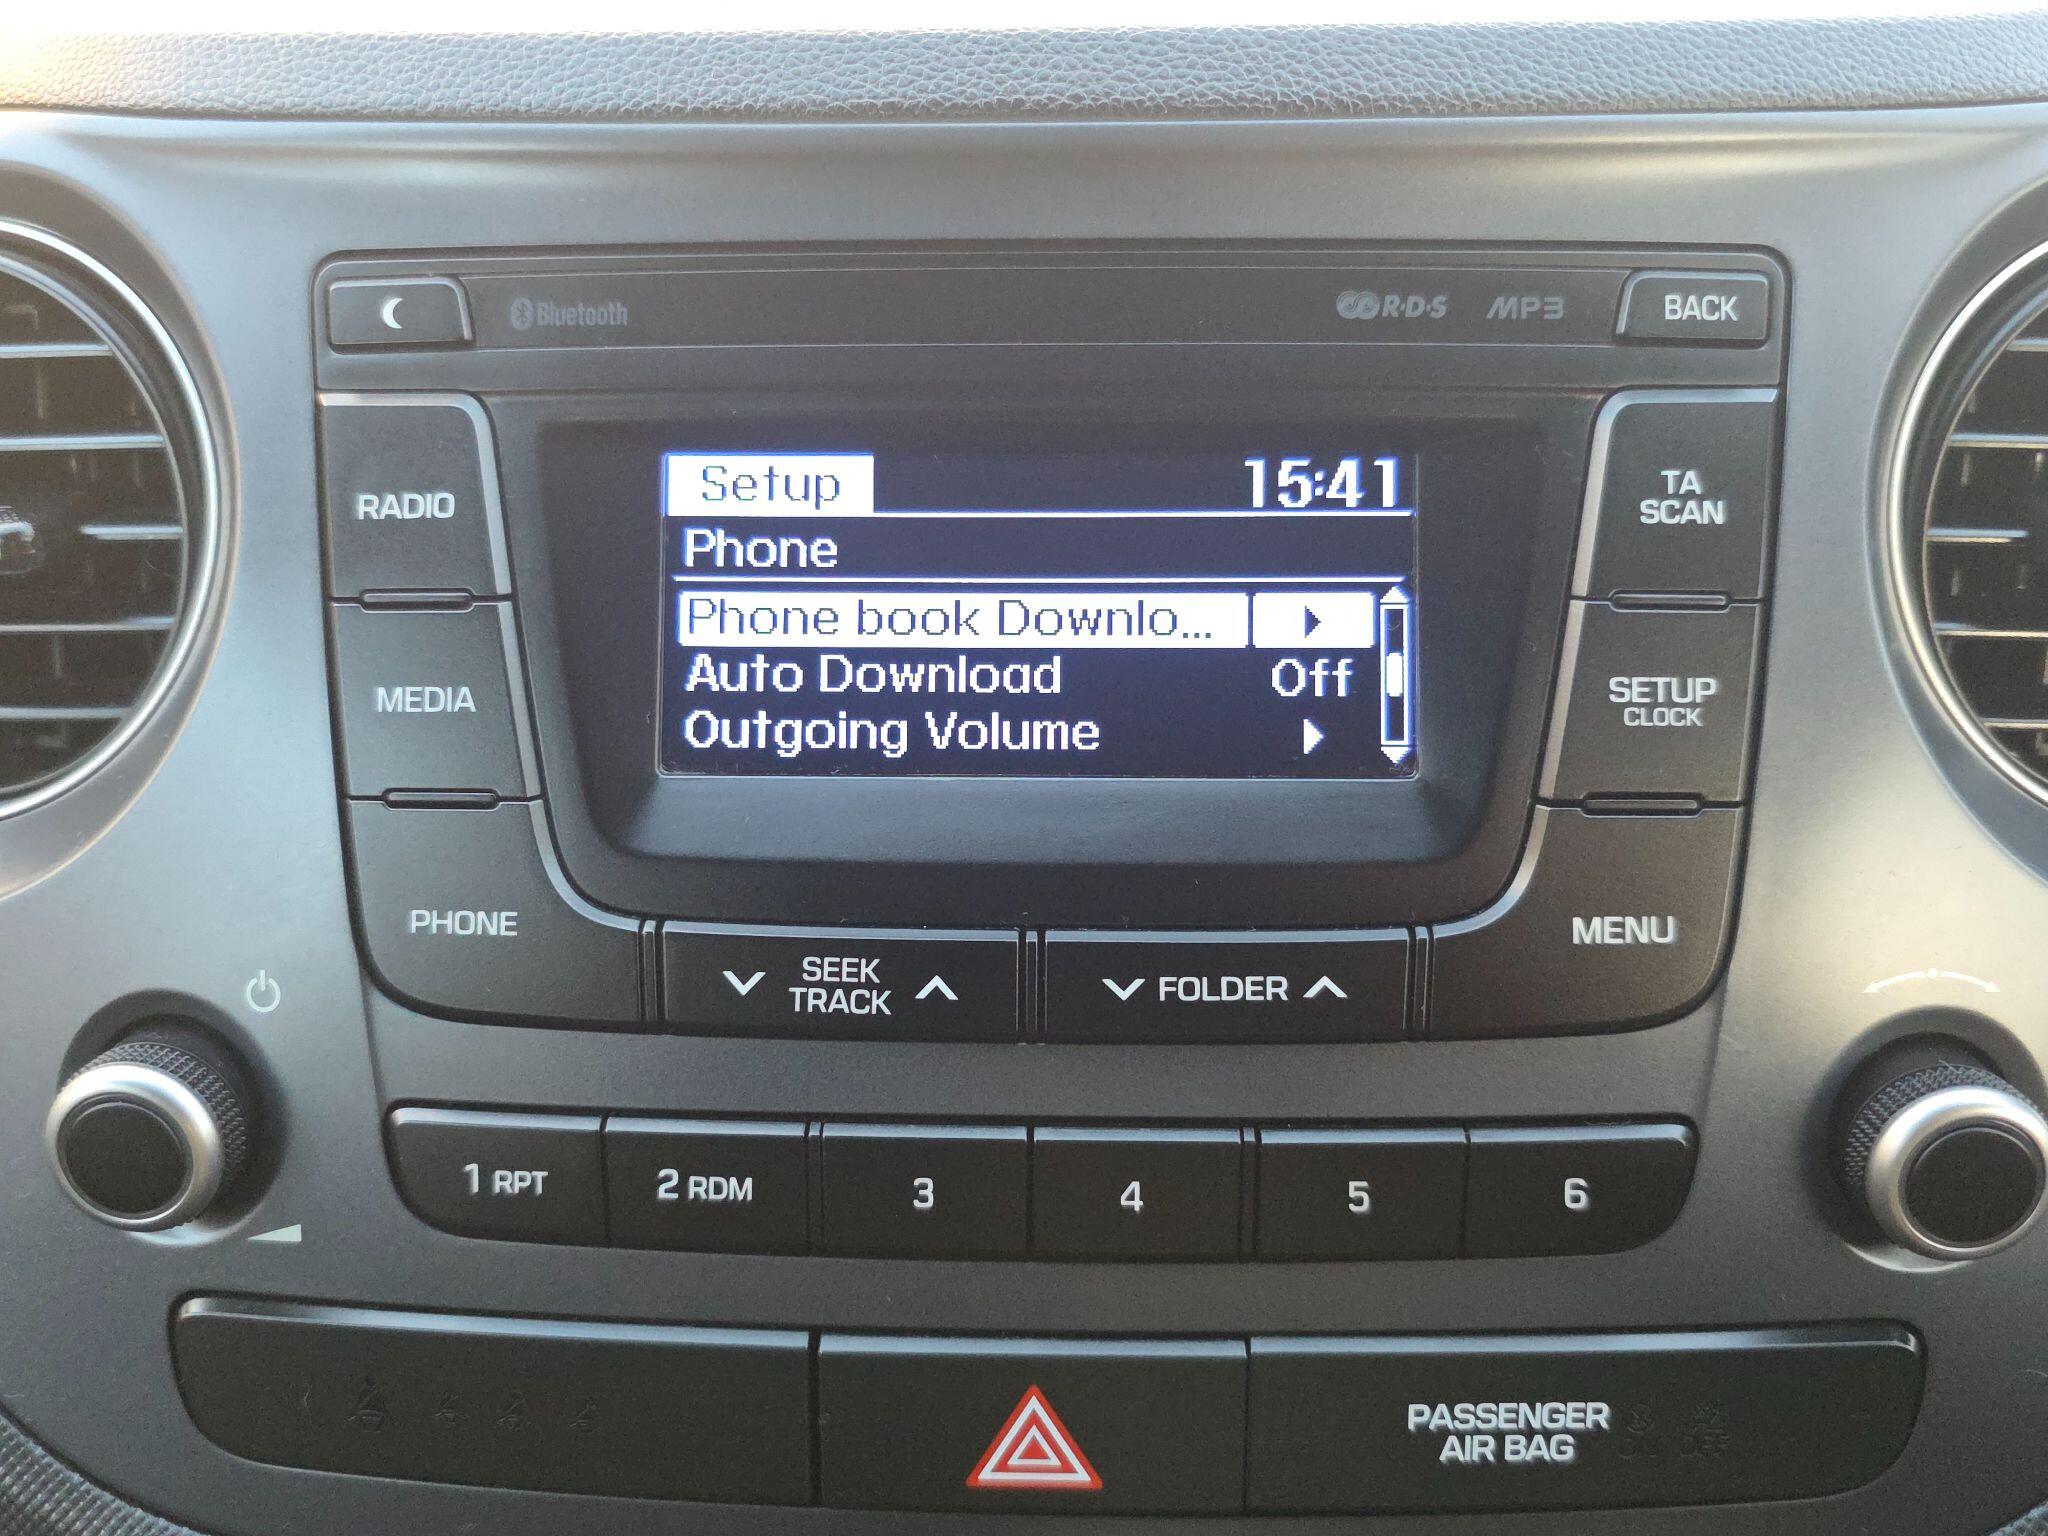 Bluetooth
R·D·S
MP3
BACK
RADIO
MEDIA
PHONE
Setup 15:41
Phone
Phone book Downlo...
Auto Download Off
Outgoing Volume
TA
SCAN
SETUP
CLOCK
MENU
SEEK
TRACK
FOLDER
1 RPT
2 RDM
3
4
5
6
PASSENGER
AIR BAG